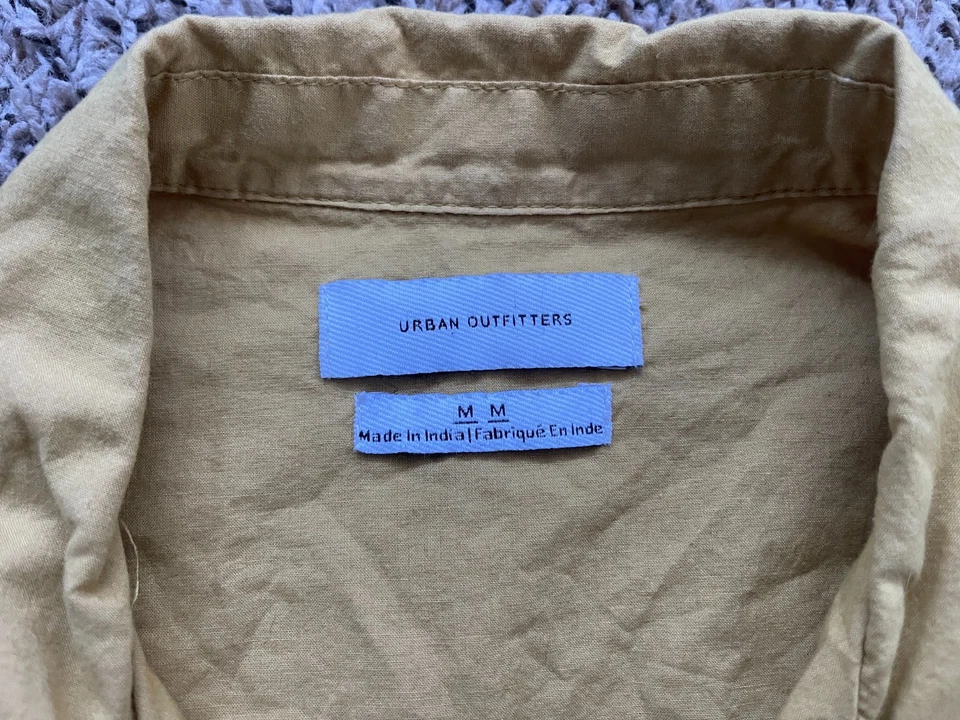 URBAN OUTFITTERS
M M
Made In India|Fabriqué En Inde